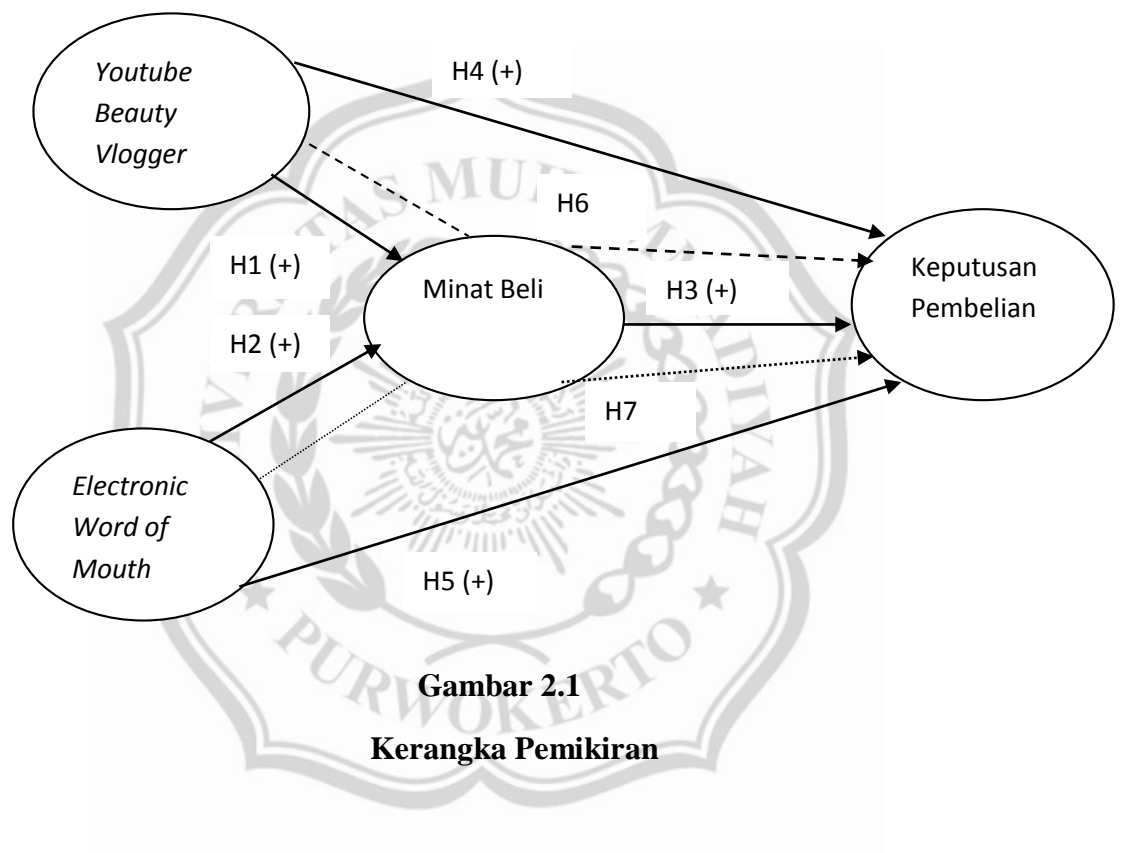 Youtube
Beauty
Vlogger
H4 (+)
H6
H1 (+)
Minat Beli
H3 (+)
Keputusan
Pembelian
H2 (+)
H7
Electronic
Word of
Mouth
H5 (+)
PURWOKERTO
Gambar 2.1
Kerangka Pemikiran